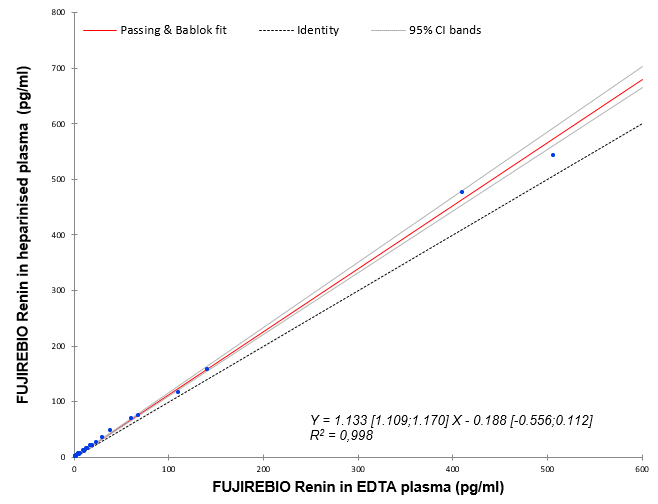 800
Passing & Bablok fit
Identity
95% CI bands
700
600
500
400
300
200
100
0
FUJIREBIO Renin in heparinised plasma (pg/ml)
Y = 1.133 [1.109;1.170] X - 0.188 [-0.556;0.112]
R² = 0,998
0 100 200 300 400 500 600
FUJIREBIO Renin in EDTA plasma (pg/ml)